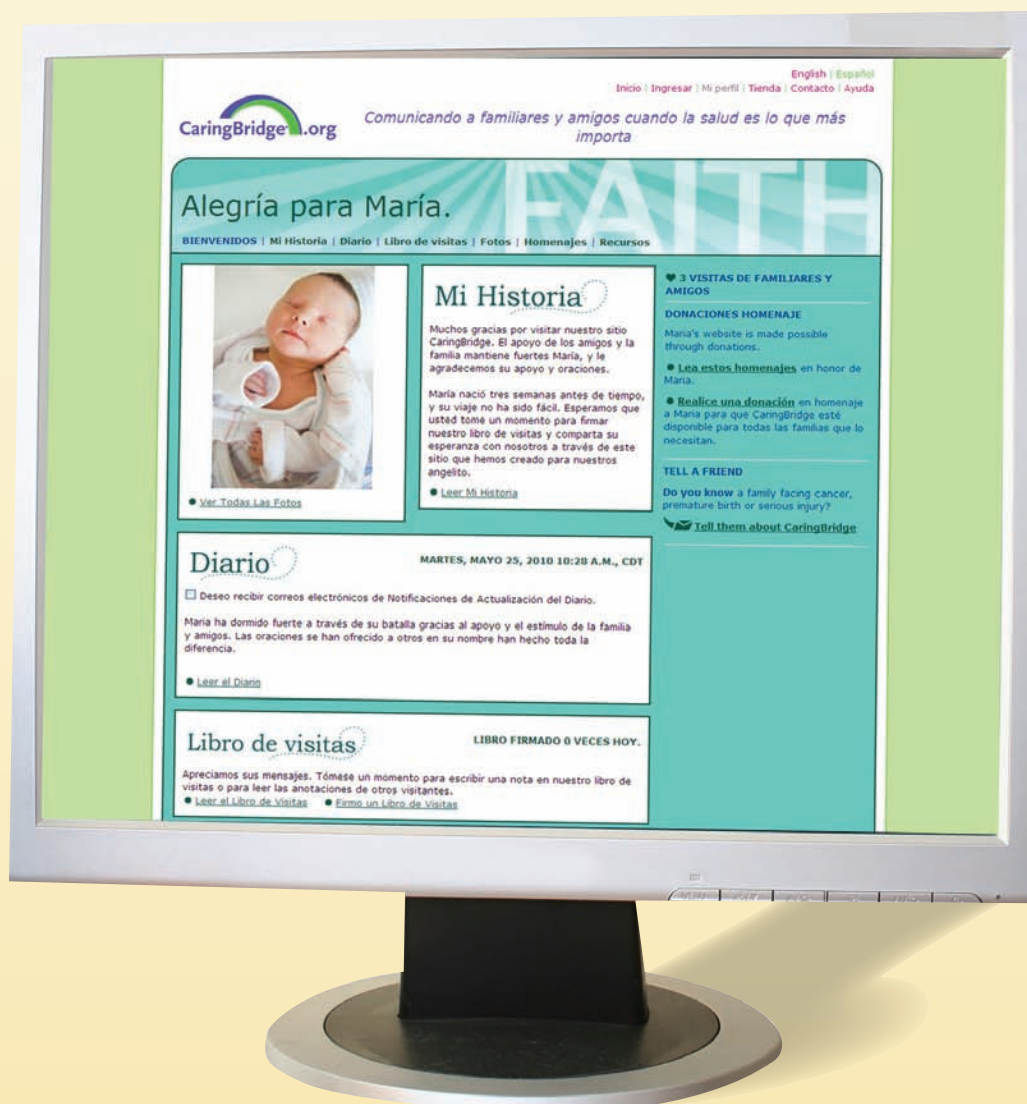 English | Español
Inicio | Ingresar | Mi perfil | Tienda | Contacto | Ayuda
CaringBridge.org
Comunicando a familiares y amigos cuando la salud es lo que más
importa
FAITH
Alegría para María.
BIENVENIDOS | Mi Historia | Diario | Libro de visitas | Fotos | Homenajes | Recursos
Ver Todas Las Fotos
Mi Historia
Muchos gracias por visitar nuestro sitio
CaringBridge. El apoyo de los amigos y la
familia mantiene fuertes María, y le
agradecemos su apoyo y oraciones.
María nació tres semanas antes de tiempo,
y su viaje no ha sido fácil. Esperamos que
usted tome un momento para firmar
nuestro libro de visitas y comparta su
esperanza con nosotros a través de este
sitio que hemos creado para nuestros
angelito.
Leer Mi Historia
3 VISITAS DE FAMILIARES Y
AMIGOS
DONACIONES HOMENAJE
Maria's website is made possible
through donations.
Lea estos homenajes en honor de
Maria.
Realice una donación en homenaje
a Maria para que CaringBridge esté
disponible para todas las familias que lo
necesitan.
TELL A FRIEND
Do you know a family facing cancer,
premature birth or serious injury?
Tell them about CaringBridge
Diario
MARTES, MAYO 25, 2010 10:28 A.M., CDT
Deseo recibir correos electrónicos de Notificaciones de Actualización del Diario.
Maria ha dormido fuerte a través de su batalla gracias al apoyo y el estímulo de la familia
y amigos. Las oraciones se han ofrecido a otros en su nombre han hecho toda la
diferencia.
Leer el Diario
Libro de visitas
LIBRO FIRMADO 0 VECES HOY.
Apreciamos sus mensajes. Tómese un momento para escribir una nota en nuestro libro de
visitas o para leer las anotaciones de otros visitantes.
Leer el Libro de Visitas
Firmo un Libro de Visitas